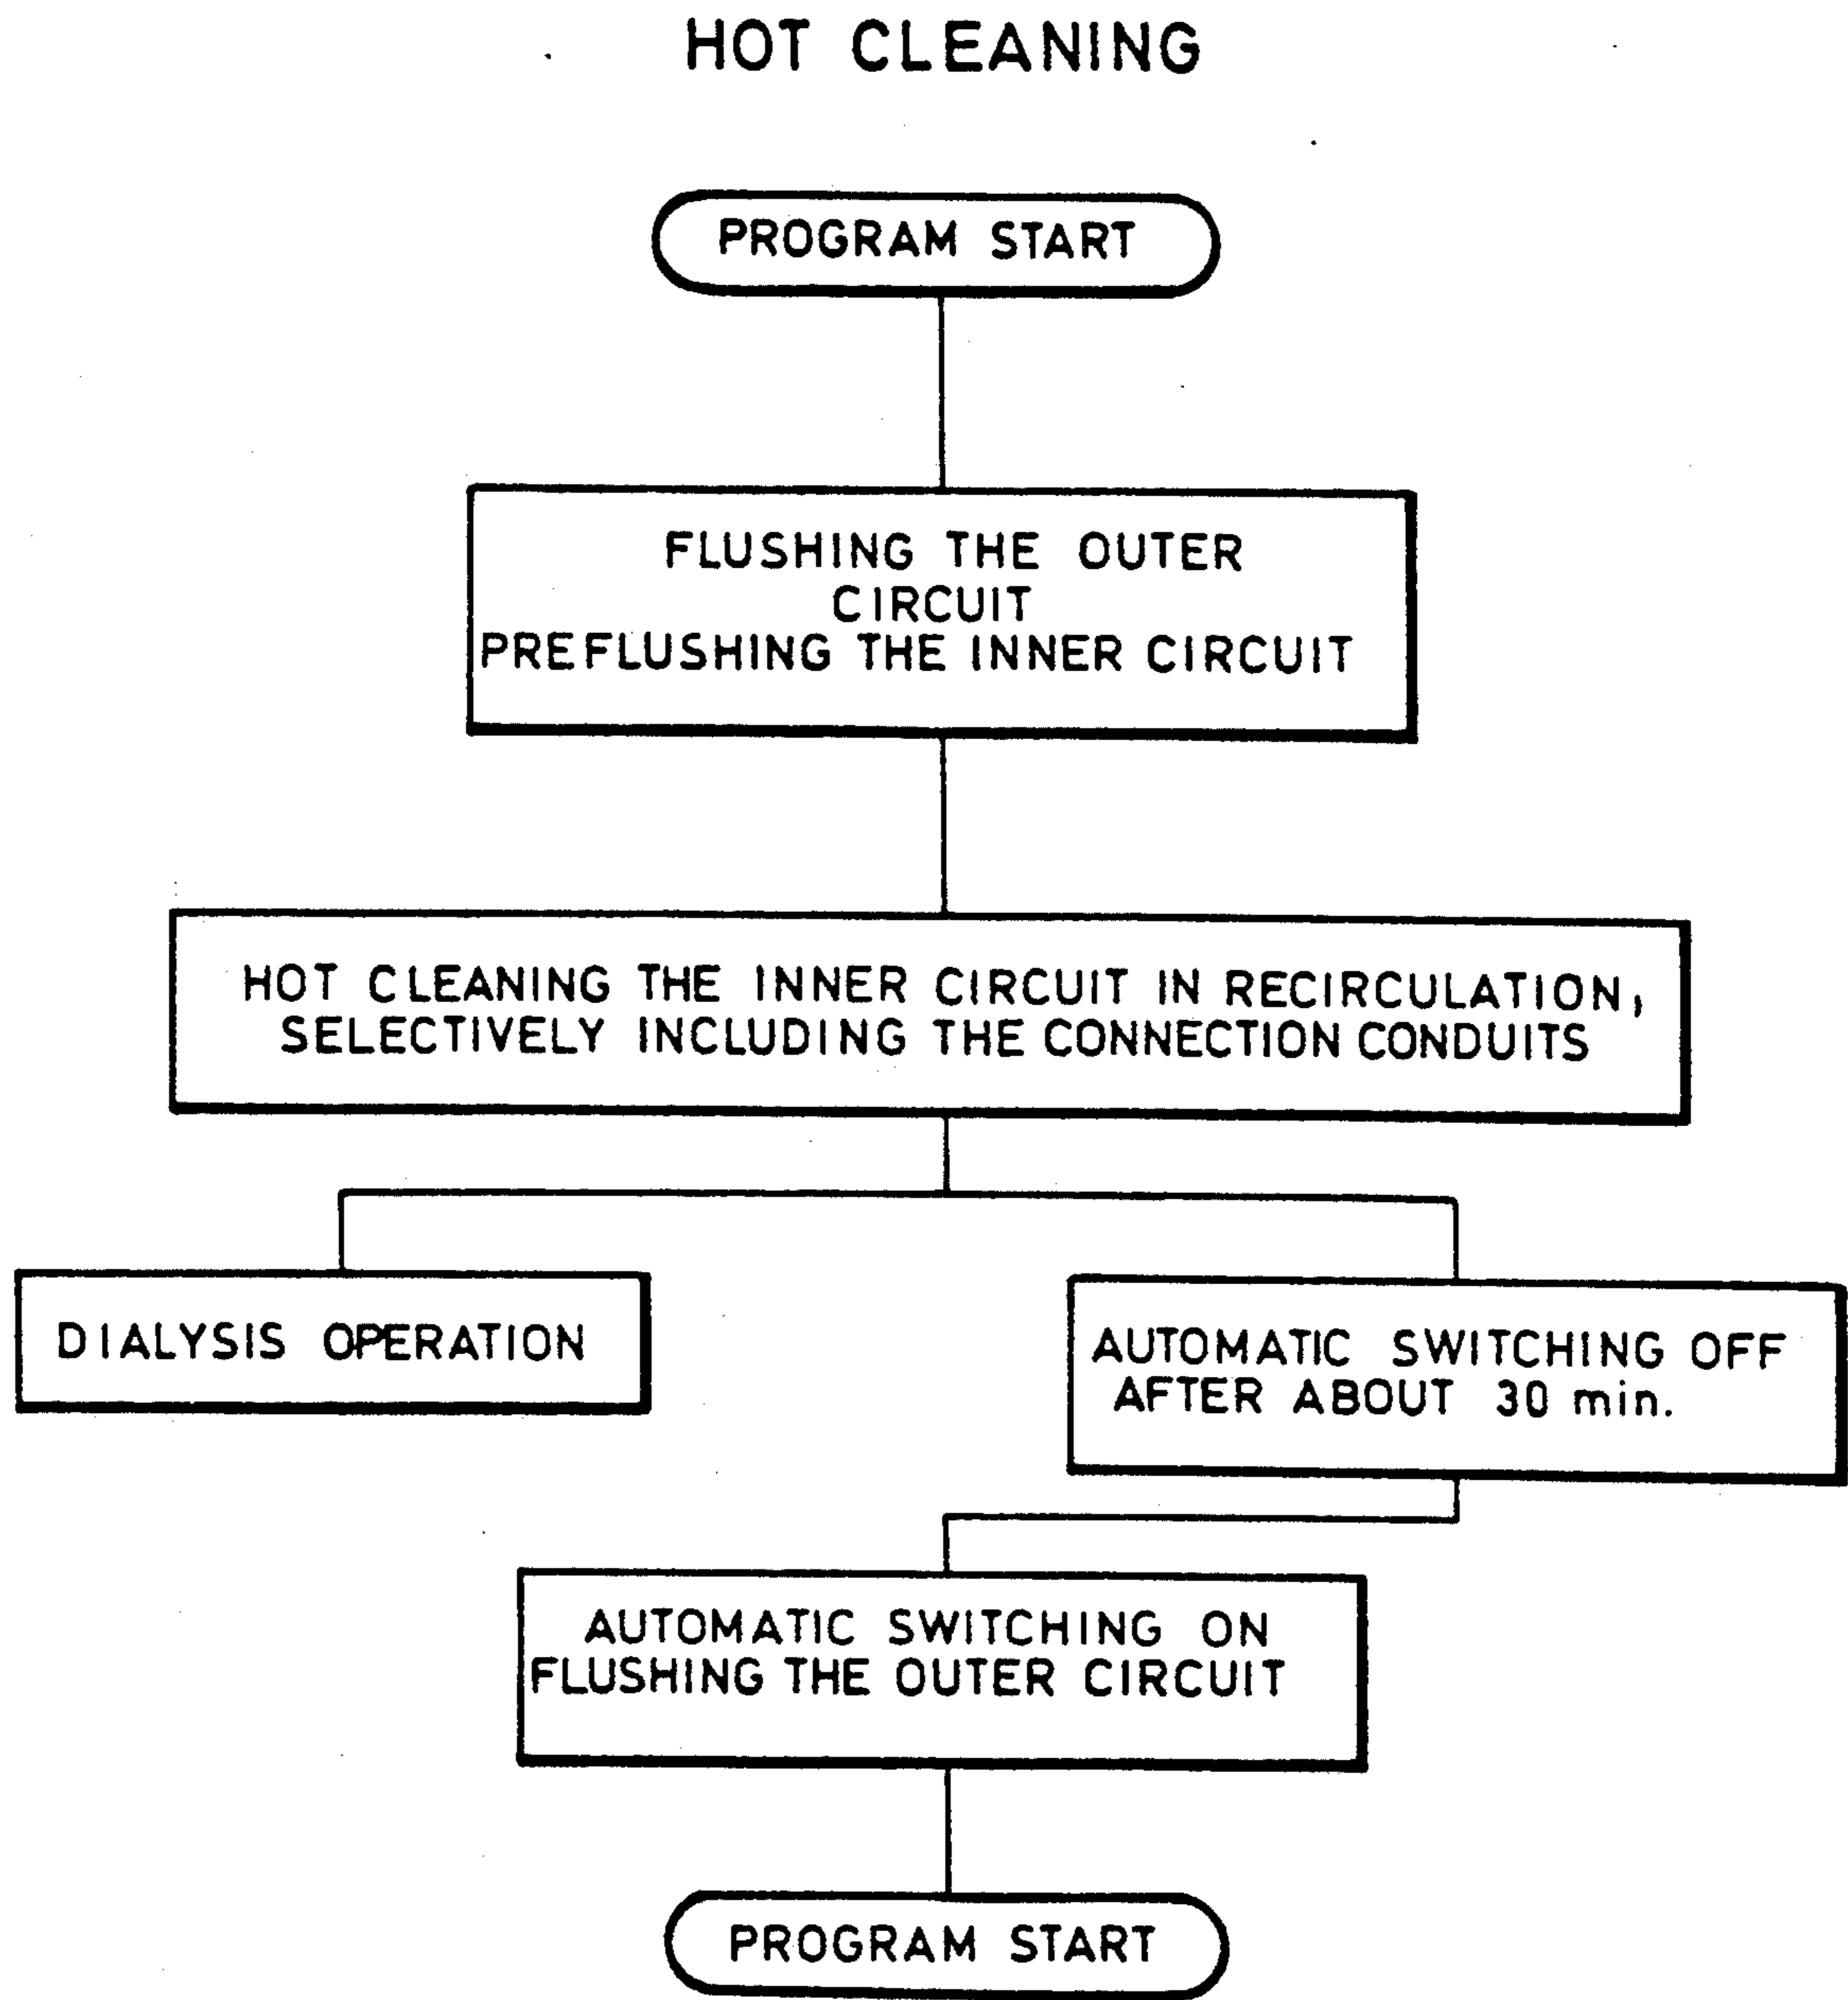 HOT CLEANING
PROGRAM START
FLUSHING THE OUTER
CIRCUIT
PREFLUSHING THE INNER CIRCUIT
HOT CLEANING THE INNER CIRCUIT IN RECIRCULATION,
SELECTIVELY INCLUDING THE CONNECTION CONDUITS
DIALYSIS OPERATION
AUTOMATIC SWITCHING OFF
AFTER ABOUT 30 min.
AUTOMATIC SWITCHING ON
FLUSHING THE OUTER CIRCUIT
PROGRAM START